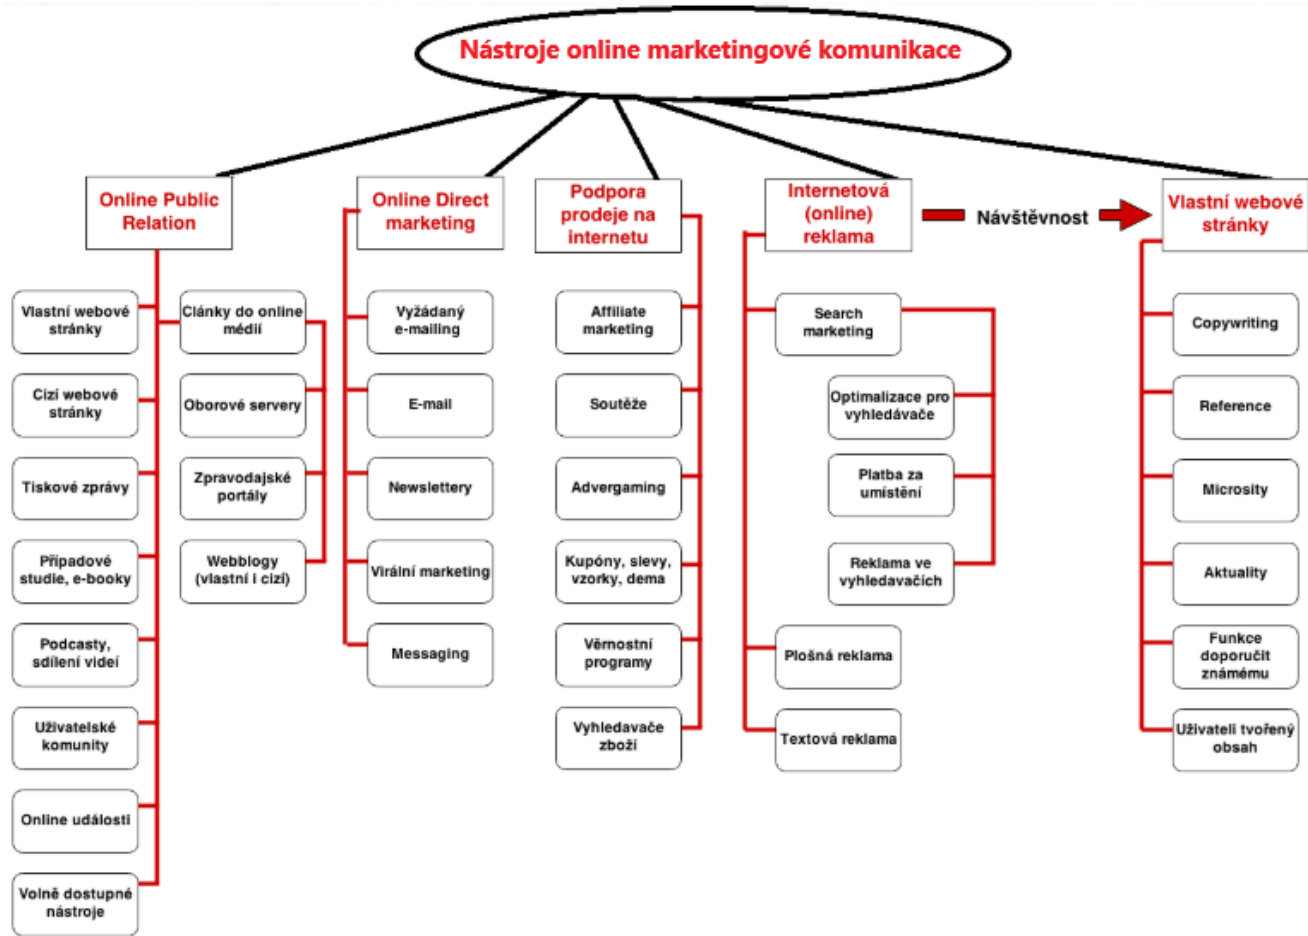 Nástroje online marketingové komunikace
Online Public
Relation
Online Direct
marketing
Podpora
prodeje na
internetu
Internetová
(online)
reklama
Návštěvnost
Vlastní webové
stránky
Vlastní webové
stránky
Cizí webové
stránky
Tiskové zprávy
Případové
studie, e-booky
Podcasty,
sdílení videí
Uživatelské
komunity
Online události
Volně dostupné
nástroje
Clánky do online
médií
Oborové servery
Zpravodajské
portály
Webblogy
(vlastní i cizí)
Vyžádaný
e-mailing
E-mail
Newslettery
Virální marketing
Messaging
Affiliate
marketing
Soutěže
Advergaming
Kupóny, slevy,
vzorky, dema
Věrnostní
programy
Vyhledavače
zboží
Search
marketing
Optimalizace pro
vyhledávače
Platba za
umístění
Reklama ve
vyhledavačích
Plošná reklama
Textová reklama
Copywriting
Reference
Microsity
Aktuality
Funkce
doporučit
známému
Uživateli tvořený
obsah